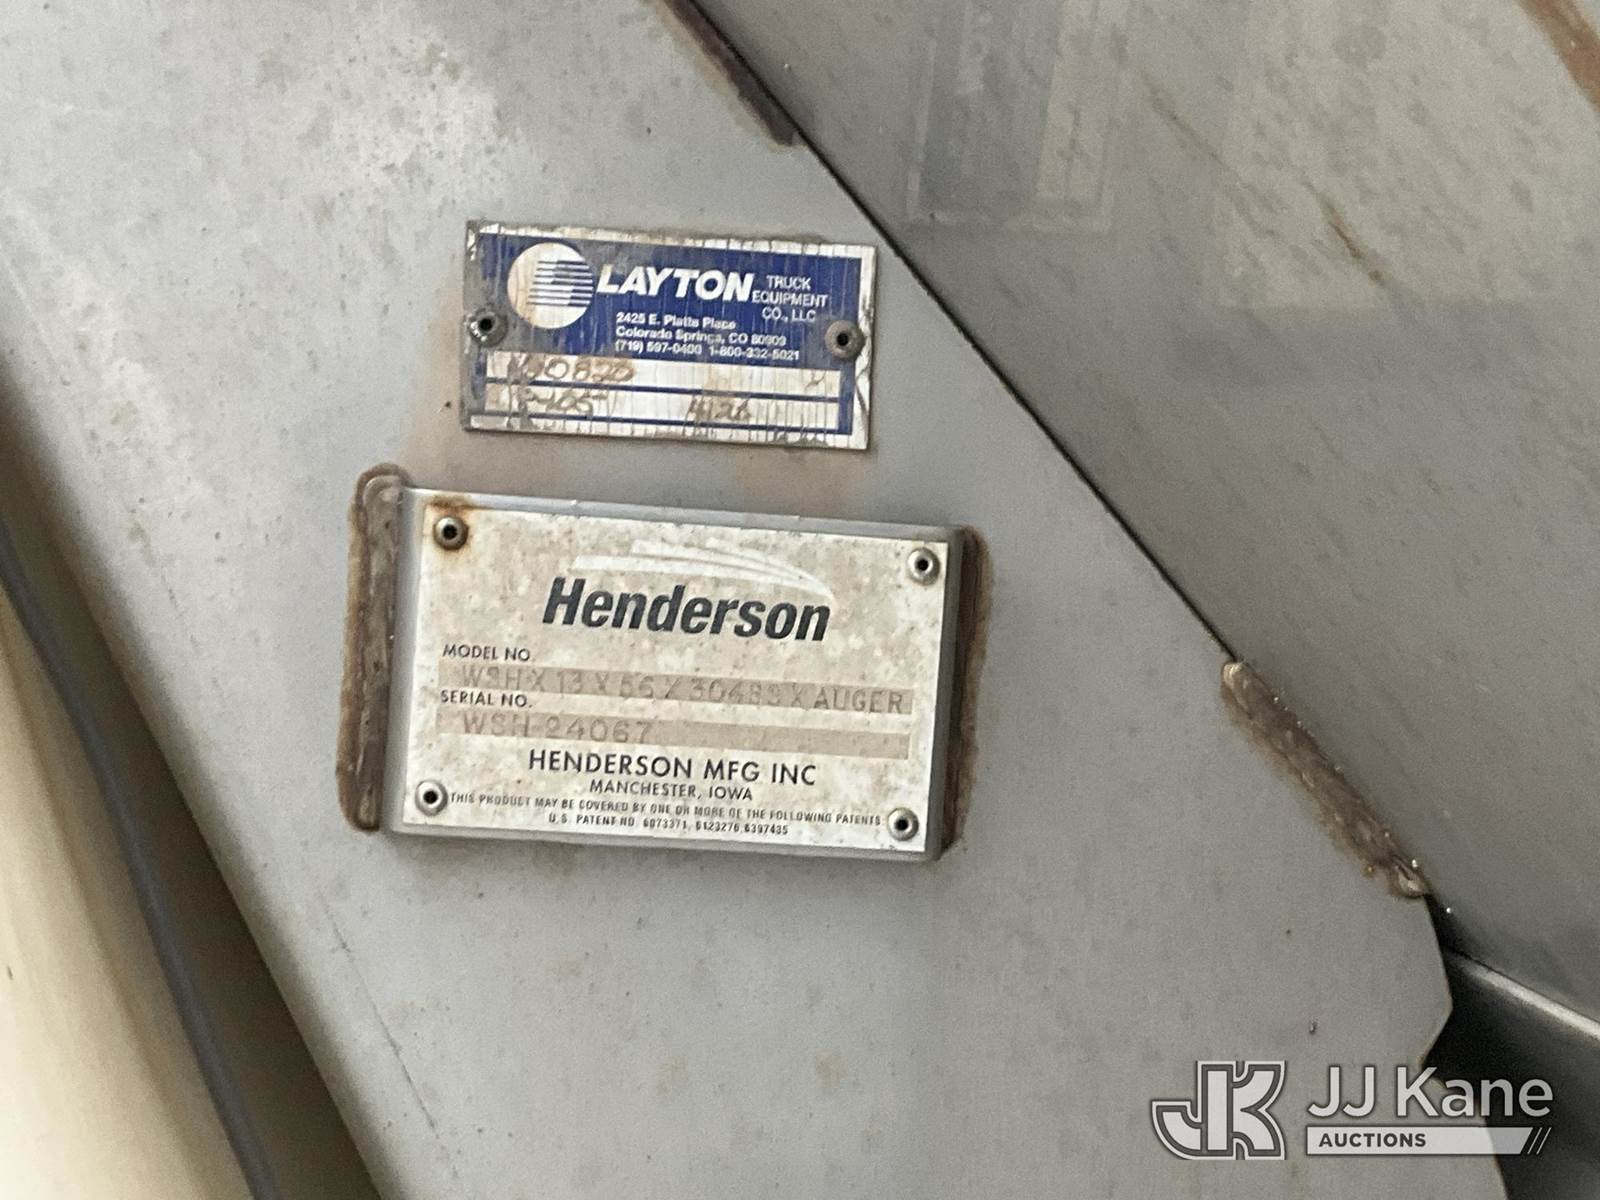 LAYTON TRUCK
EQUIPMENT
CO., LLC
2425 E. Platte Place
Colorado Springs, CO 80909
(719) 597-0400 1-800-332-5021
Henderson
MODEL NO.
WSH X 13 X 56 X 304SS X AUGER
SERIAL NO.
WSH-24067
HENDERSON MFG INC
MANCHESTER, IOWA
THIS PRODUCT MAY BE COVERED BY ONE OR MORE OF THE FOLLOWING PATENTS
U.S. PATENT NO. 6073371, 6123276,6397435
JJ Kane
AUCTIONS